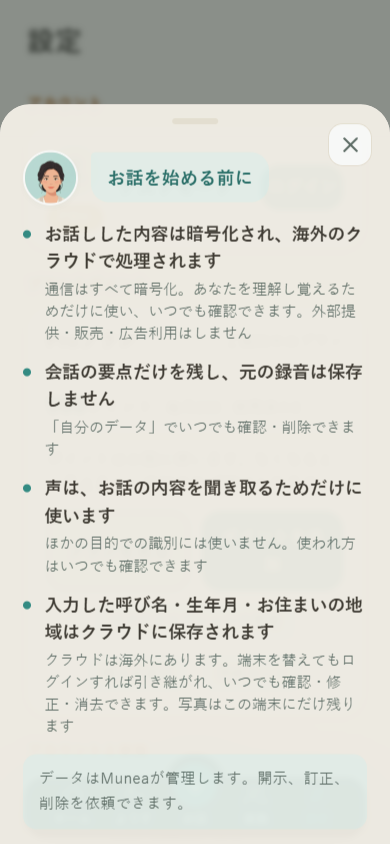 設定
お話を始める前に
お話しした内容は暗号化され、海外のク
ラウドで処理されます
通信はすべて暗号化。あなたを理解し覚えるた
めだけに使い、いつでも確認できます。外部提
供・販売・広告利用はしません
会話の要点だけを残し、元の録音は保存
しません
「自分のデータ」でいつでも確認・削除できま
す
声は、お話の内容を聞き取るためだけに
使います
ほかの目的での識別には使いません。使われ方
はいつでも確認できます
入力した呼び名・生年月・お住まいの地
域はクラウドに保存されます
クラウドは海外にあります。端末を替えてもロ
グインすれば引き継がれ、いつでも確認・修
正・消去できます。写真はこの端末にだけ残り
ます
データはMuneaが管理します。開示、訂正、
削除を依頼できます。